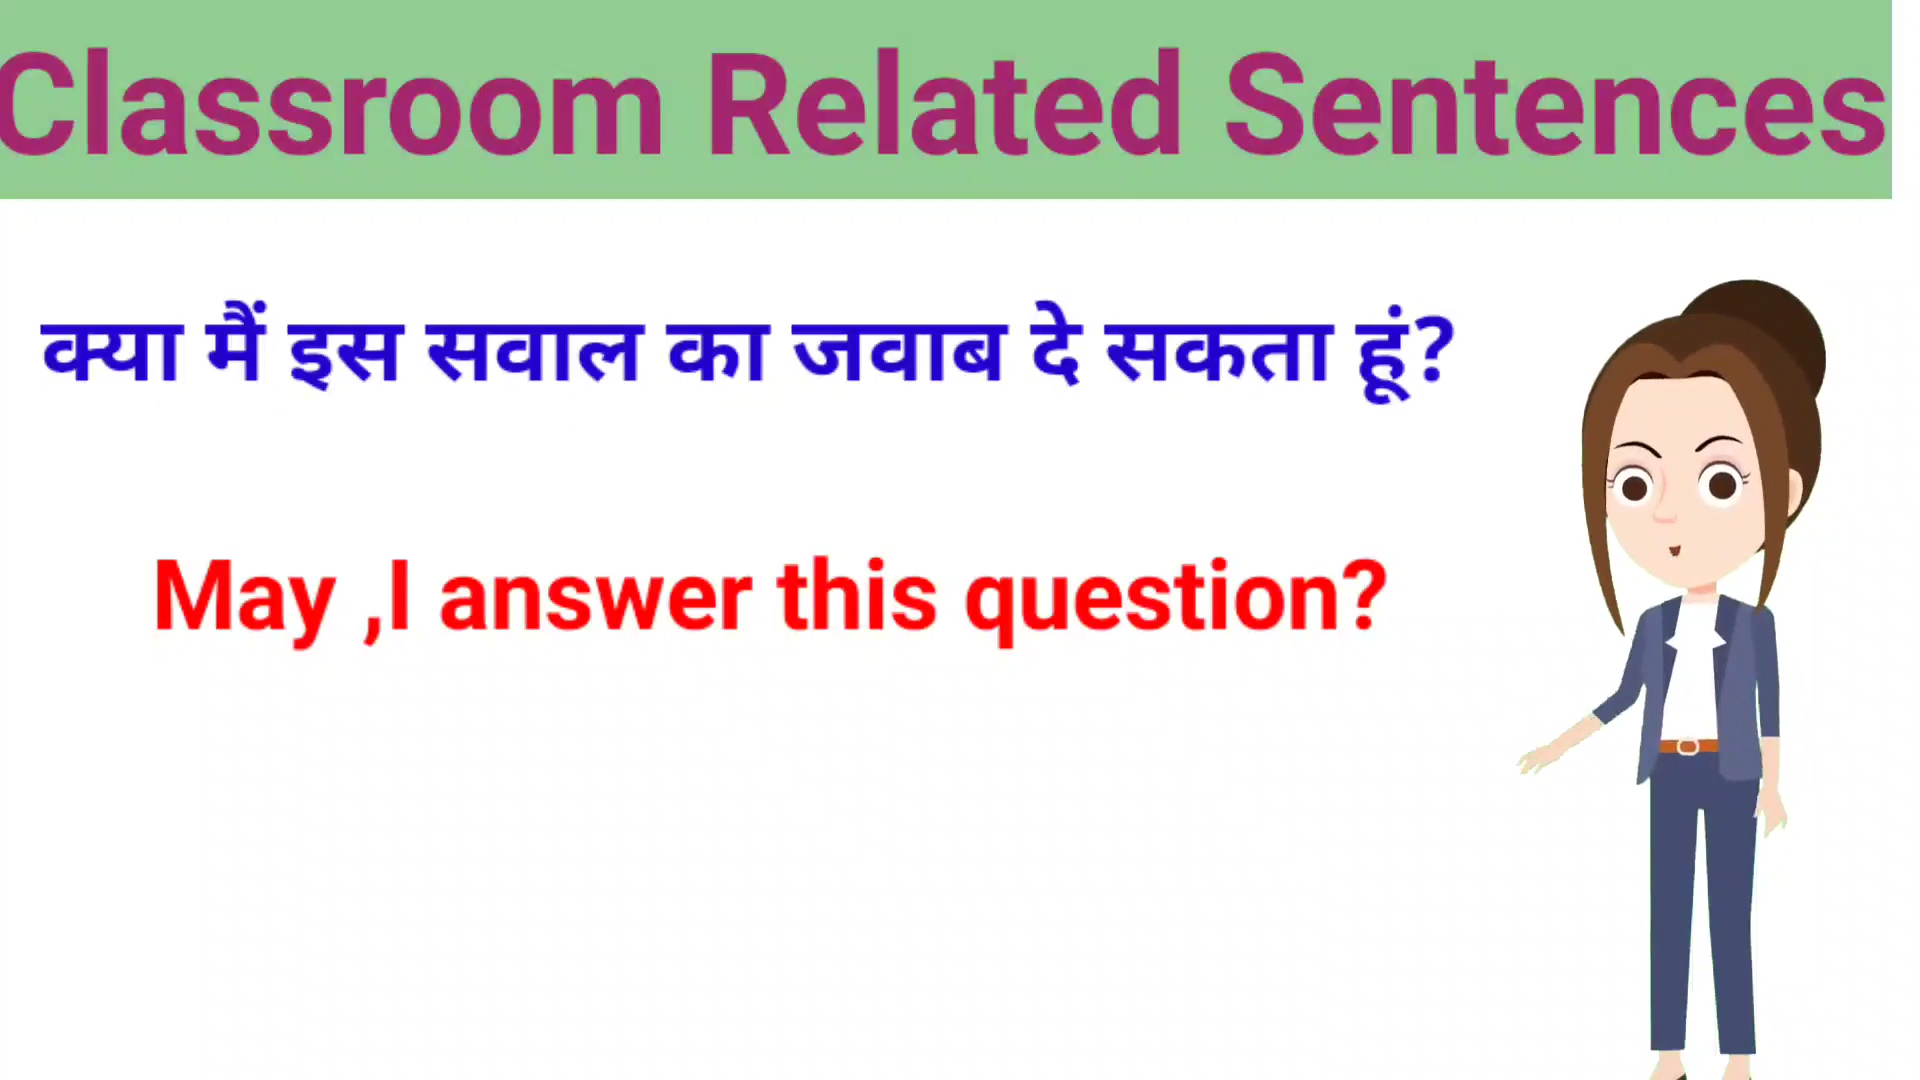 Classroom Related Sentences
क्या मैं इस सवाल का जवाब दे सकता हूं?
May ,I answer this question?